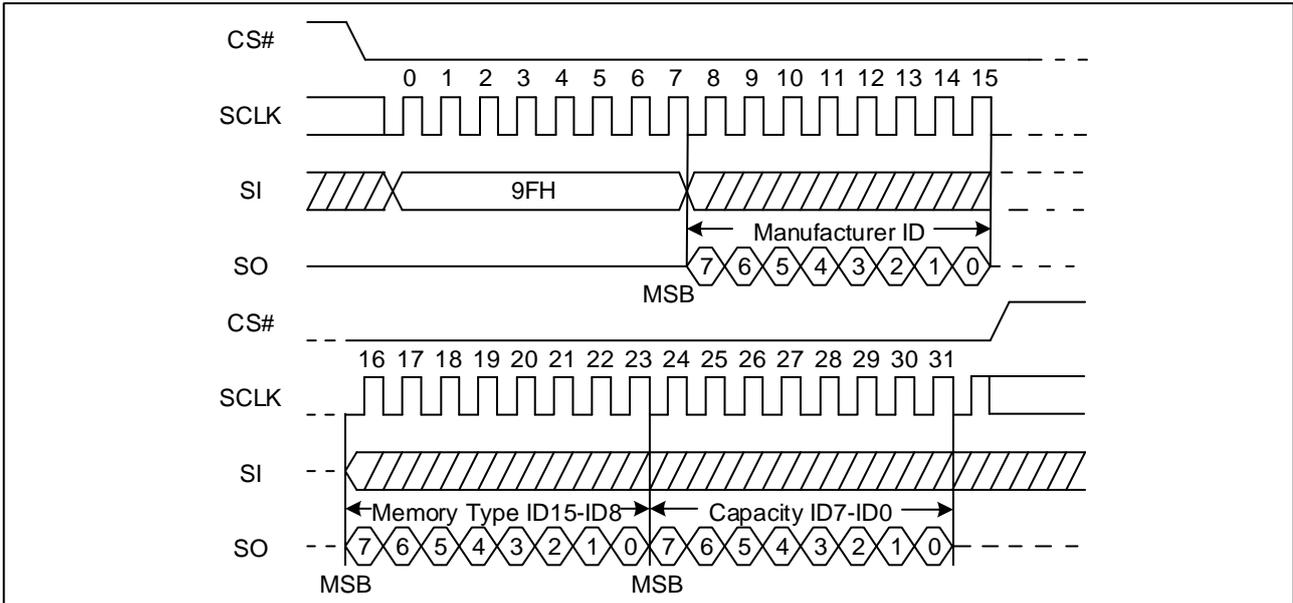 CS#
0 1 2 3 4 5 6 7 8 9 10 11 12 13 14 15
SCLK
SI 9FH
Manufacturer ID
SO 7 6 5 4 3 2 1 0
MSB
CS#
16 17 18 19 20 21 22 23 24 25 26 27 28 29 30 31
SCLK
SI
Memory Type ID15-ID8 Capacity ID7-ID0
SO 7 6 5 4 3 2 1 0 7 6 5 4 3 2 1 0
MSB MSB